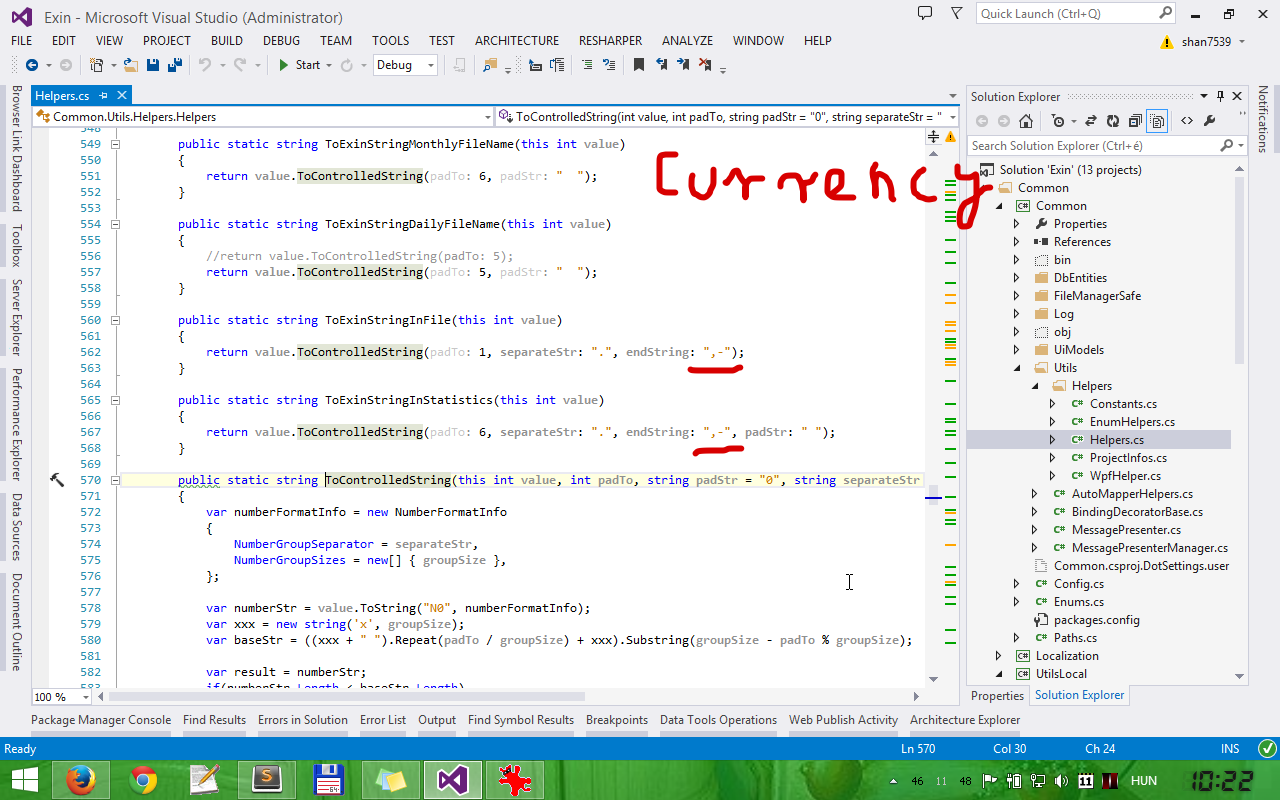 Exin - Microsoft Visual Studio (Administrator)
Quick Launch (Ctrl+Q)
FILE EDIT VIEW PROJECT BUILD DEBUG TEAM TOOLS TEST ARCHITECTURE RESHARPER ANALYZE WINDOW HELP
shan7539
Start Debug
Browser Link Dashboard
Toolbox
Server Explorer
Performance Explorer
Data Sources
Document Outline
Helpers.cs
Common.Utils.Helpers.Helpers
ToControlledString(int value, int padTo, string padStr = "0", string separateStr = "
549 public static string ToExinStringMonthlyFileName(this int value)
550 {
551 return value.ToControlledString(padTo: 6, padStr: "  ");
552 }
553
554 public static string ToExinStringDailyFileName(this int value)
555 {
556 //return value.ToControlledString(padTo: 5);
557 return value.ToControlledString(padTo: 5, padStr: "  ");
558 }
559
560 public static string ToExinStringInFile(this int value)
561 {
562 return value.ToControlledString(padTo: 1, separateStr: ".", endString: ",-");
563 }
564
565 public static string ToExinStringInStatistics(this int value)
566 {
567 return value.ToControlledString(padTo: 6, separateStr: ".", endString: ",-", padStr: " ");
568 }
569
570 public static string ToControlledString(this int value, int padTo, string padStr = "0", string separateStr
571 {
572 var numberFormatInfo = new NumberFormatInfo
573 {
574 NumberGroupSeparator = separateStr,
575 NumberGroupSizes = new[] { groupSize },
576 };
577
578 var numberStr = value.ToString("N0", numberFormatInfo);
579 var xxx = new string('x', groupSize);
580 var baseStr = ((xxx + " ").Repeat(padTo / groupSize) + xxx).Substring(groupSize - padTo % groupSize);
581
582 var result = numberStr;
583 if(numberStr.Length < baseStr.Length)
Currency
100 %
Solution Explorer
Search Solution Explorer (Ctrl+é)
Solution 'Exin' (13 projects)
Common
Common
Properties
References
bin
DbEntities
FileManagerSafe
Log
obj
UiModels
Utils
Helpers
Constants.cs
EnumHelpers.cs
Helpers.cs
ProjectInfos.cs
WpfHelper.cs
AutoMapperHelpers.cs
BindingDecoratorBase.cs
MessagePresenter.cs
MessagePresenterManager.cs
Common.csproj.DotSettings.user
Config.cs
Enums.cs
packages.config
Paths.cs
Localization
UtilsLocal
Properties Solution Explorer
Notifications
Package Manager Console Find Results Errors in Solution Error List Output Find Symbol Results Breakpoints Data Tools Operations Web Publish Activity Architecture Explorer
Ready Ln 570 Col 30 Ch 24 INS
46 11 48 11 HUN 10:22